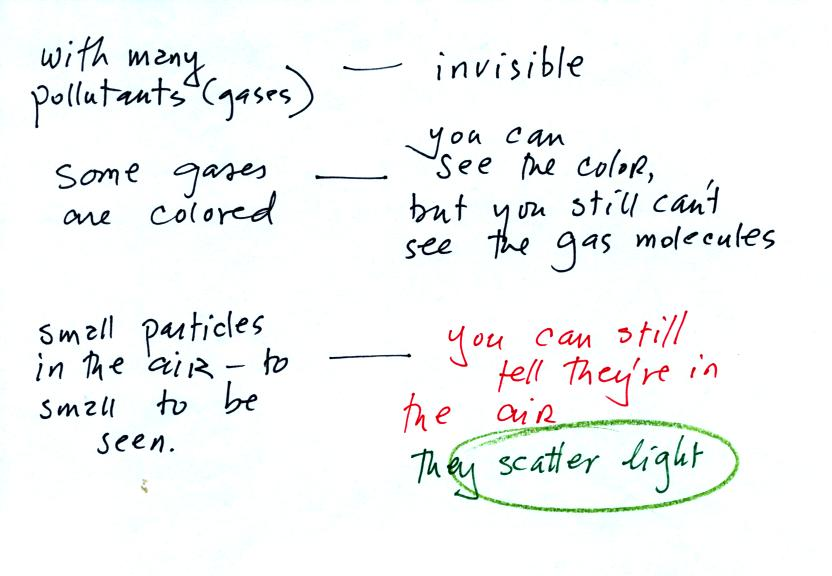 with many
pollutants (gases) — invisible
some gases
are colored — you can
see the color,
but you still can't
see the gas molecules
small particles
in the air – to
small to be
seen. — you can still
tell they're in
the air
they scatter light